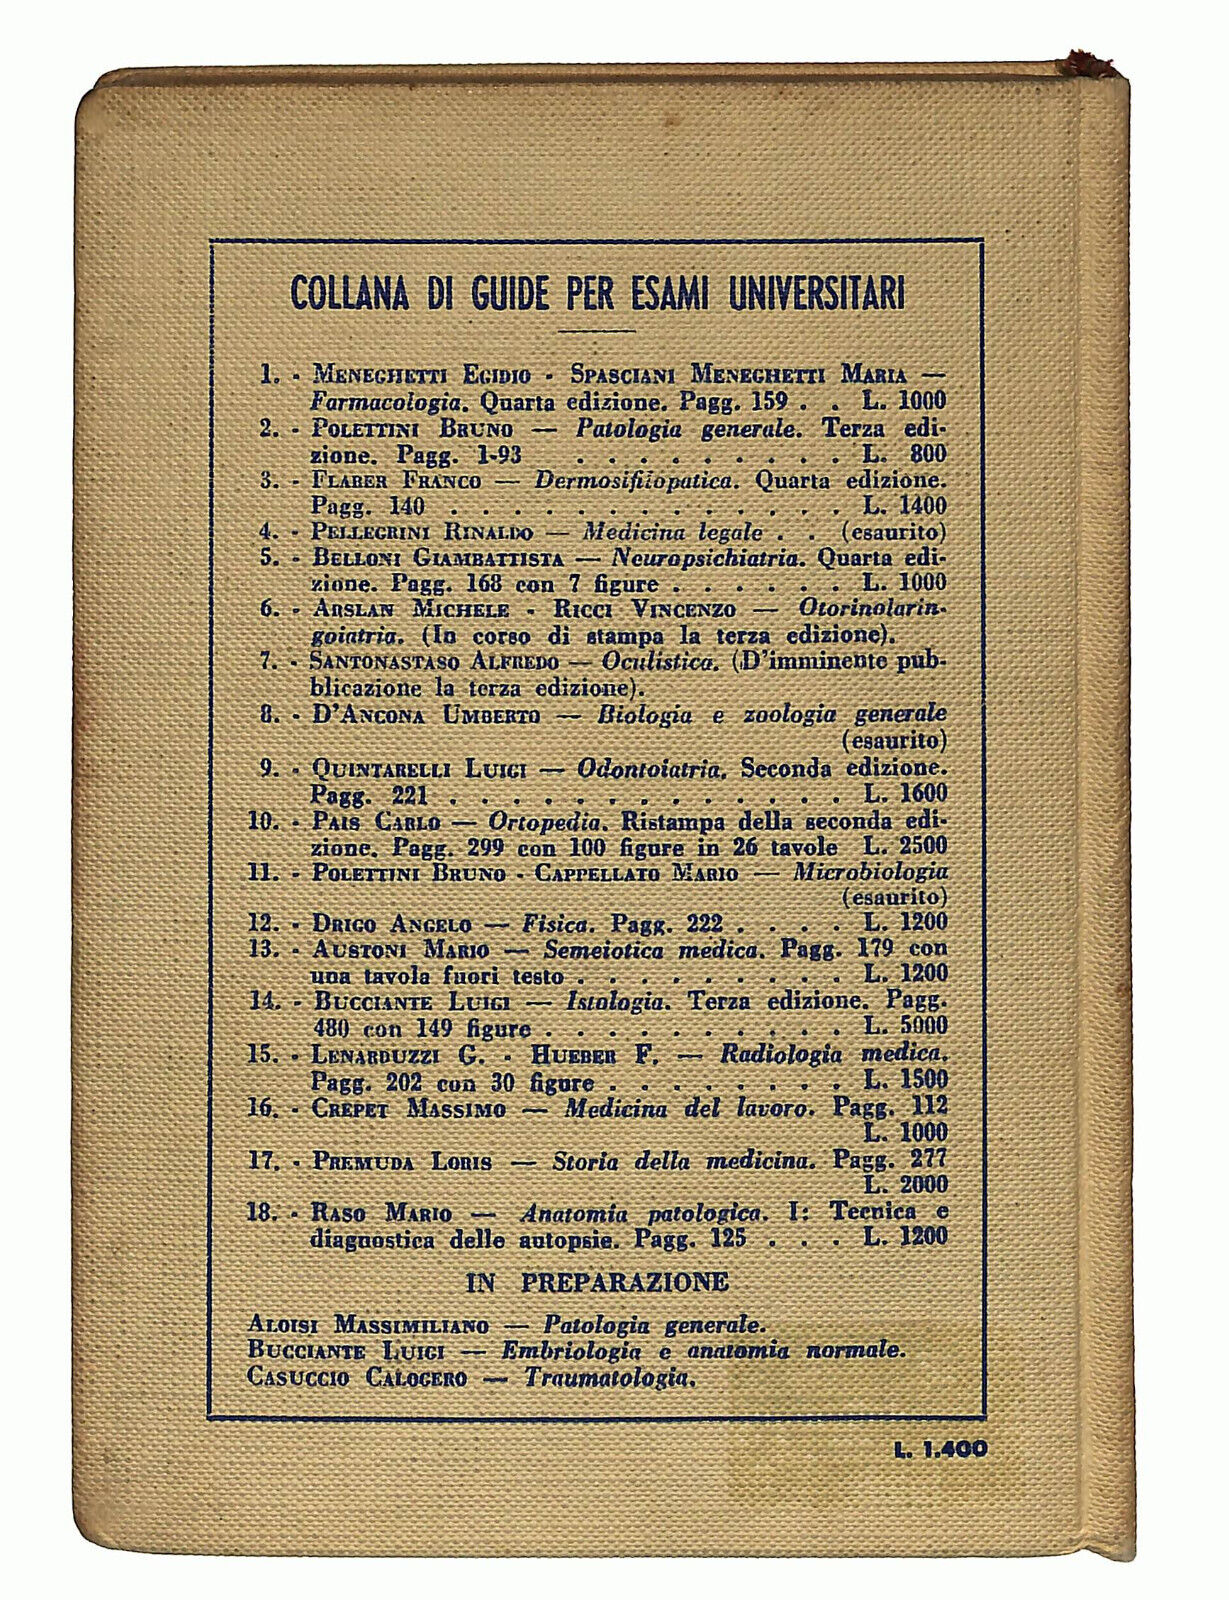 COLLANA DI GUIDE PER ESAMI UNIVERSITARI
1. - MENEGHETTI EGIDIO - SPASCIANI MENEGHETTI MARIA —
Farmacologia. Quarta edizione. Pagg. 159 . . L. 1000
2. - POLETTINI BRUNO — Patologia generale. Terza edi-
zione. Pagg. 1-93 . . . . . . . . . L. 800
3. - FLARER FRANCO — Dermosifilopatica. Quarta edizione.
Pagg. 140 . . . . . . . . . . . . . L. 1400
4. - PELLEGRINI RINALDO — Medicina legale . . (esaurito)
5. - BELLONI GIAMBATTISTA — Neuropsichiatria. Quarta edi-
zione. Pagg. 168 con 7 figure . . . . . . L. 1000
6. - ARSLAN MICHELE - RICCI VINCENZO — Otorinolarin-
goiatria. (In corso di stampa la terza edizione).
7. - SANTONASTASO ALFREDO — Oculistica. (D'imminente pub-
blicazione la terza edizione).
8. - D'ANCONA UMBERTO — Biologia e zoologia generale
(esaurito)
9. - QUINTARELLI LUIGI — Odontoiatria. Seconda edizione.
Pagg. 221 . . . . . . . . . . . . . L. 1600
10. - PAIS CARLO — Ortopedia. Ristampa della seconda edi-
zione. Pagg. 299 con 100 figure in 26 tavole L. 2500
11. - POLETTINI BRUNO - CAPPELLATO MARIO — Microbiologia
(esaurito)
12. - DRIGO ANGELO — Fisica. Pagg. 222 . . . . L. 1200
13. - AUSTONI MARIO — Semeiotica medica. Pagg. 179 con
una tavola fuori testo . . . . . . . . . L. 1200
14. - BUCCIANTE LUIGI — Istologia. Terza edizione. Pagg.
480 con 149 figure . . . . . . . . . . L. 5000
15. - LENARDUZZI G. - HUEBER F. — Radiologia medica.
Pagg. 202 con 30 figure . . . . . . . . L. 1500
16. - CREPET MASSIMO — Medicina del lavoro. Pagg. 112
L. 1000
17. - PREMUDA LORIS — Storia della medicina. Pagg. 277
L. 2000
18. - RASO MARIO — Anatomia patologica. I: Tecnica e
diagnostica delle autopsie. Pagg. 125 . . . L. 1200
IN PREPARAZIONE
ALOISI MASSIMILIANO — Patologia generale.
BUCCIANTE LUIGI — Embriologia e anatomia normale.
CASUCCIO CALOGERO — Traumatologia.
L. 1.400